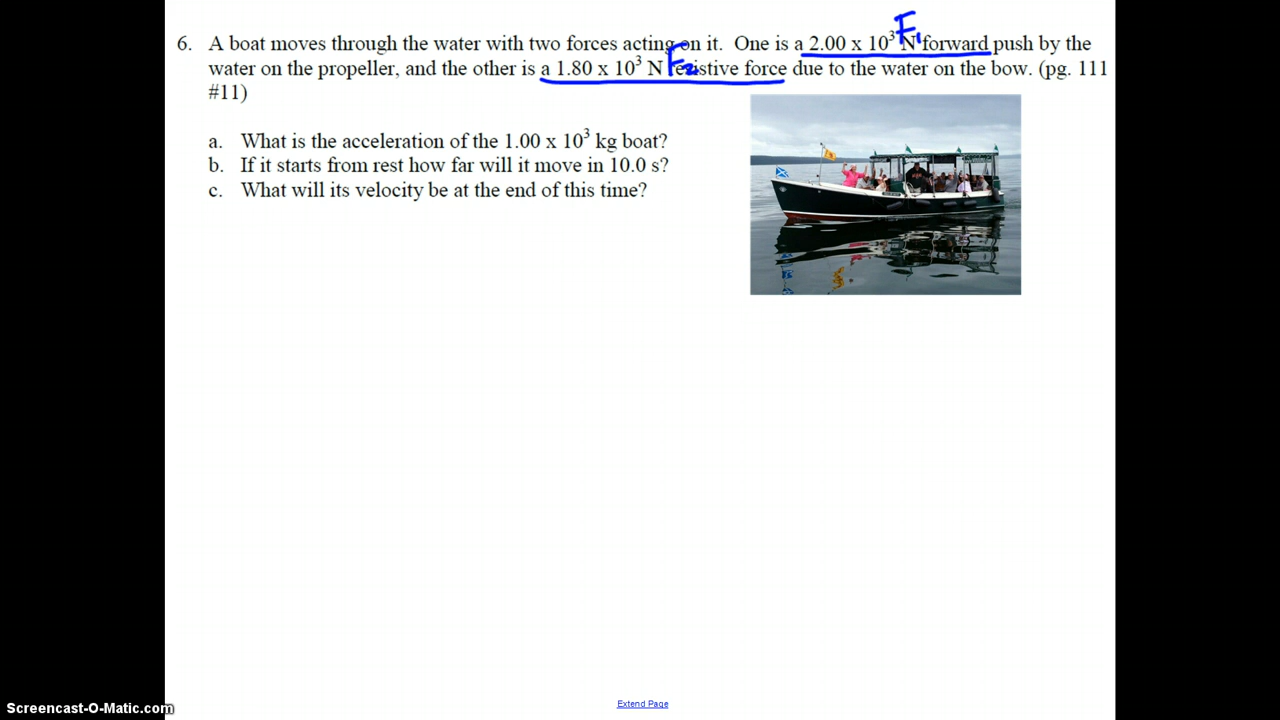 F₁
6. A boat moves through the water with two forces acting on it. One is a 2.00 x 10³ N forward push by the
F₂
water on the propeller, and the other is a 1.80 x 10³ N resistive force due to the water on the bow. (pg. 111
#11)
a. What is the acceleration of the 1.00 x 10³ kg boat?
b. If it starts from rest how far will it move in 10.0 s?
c. What will its velocity be at the end of this time?
Extend Page
Screencast-O-Matic.com